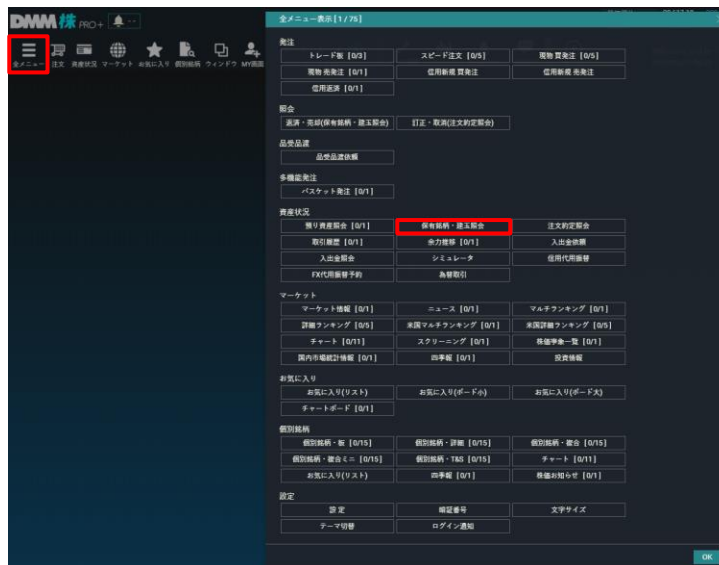 DMM 株 PRO+
全メニュー 注文 資産状況 マーケット お気に入り 個別銘柄 ウィンドウ MY画面
全メニュー表示 [1 / 75]
発注
トレード板 [0/3] スピード注文 [0/5] 現物 買発注 [0/5]
現物 売発注 [0/1] 信用新規 買発注 信用新規 売発注
信用返済 [0/1]
照会
返済・売却(保有銘柄・建玉照会) 訂正・取消(注文約定照会)
品受品渡
品受品渡依頼
多機能発注
バスケット発注 [0/1]
資産状況
預り資産照会 [0/1] 保有銘柄・建玉照会 注文約定照会
取引履歴 [0/1] 余力推移 [0/1] 入出金依頼
入出金照会 シミュレータ 信用代用振替
FX代用振替予約 為替取引
マーケット
マーケット情報 [0/1] ニュース [0/1] マルチランキング [0/1]
詳細ランキング [0/5] 米国マルチランキング [0/1] 米国詳細ランキング [0/5]
チャート [0/11] スクリーニング [0/1] 株価予象一覧 [0/1]
国内市場統計情報 [0/1] 四季報 [0/1] 投資情報
お気に入り
お気に入り(リスト) お気に入り(ボード小) お気に入り(ボード大)
チャートボード [0/1]
個別銘柄
個別銘柄・板 [0/15] 個別銘柄・詳細 [0/15] 個別銘柄・複合 [0/15]
個別銘柄・複合ミニ [0/15] 個別銘柄・T&S [0/15] チャート [0/11]
お気に入り(リスト) 四季報 [0/1] 株価お知らせ [0/1]
設定
設定 暗証番号 文字サイズ
テーマ切替 ログイン通知
OK